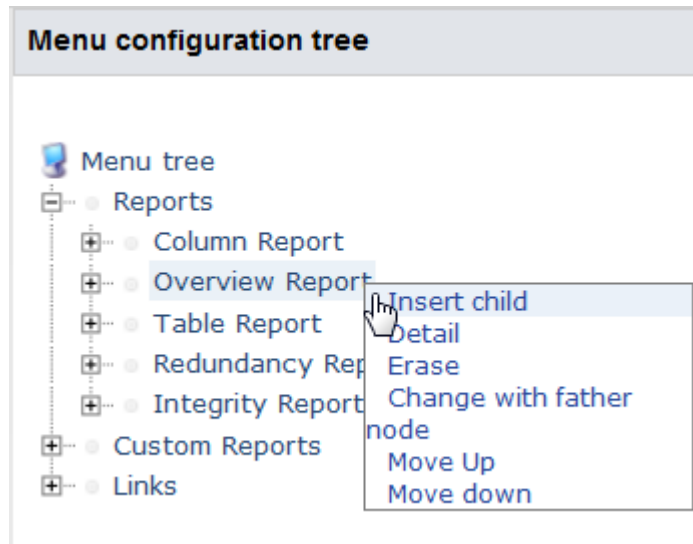 Menu configuration tree
Menu tree
Reports
Column Report
Overview Report
Table Report
Redundancy Rep
Integrity Report
Custom Reports
Links
Insert child
Detail
Erase
Change with father
node
Move Up
Move down